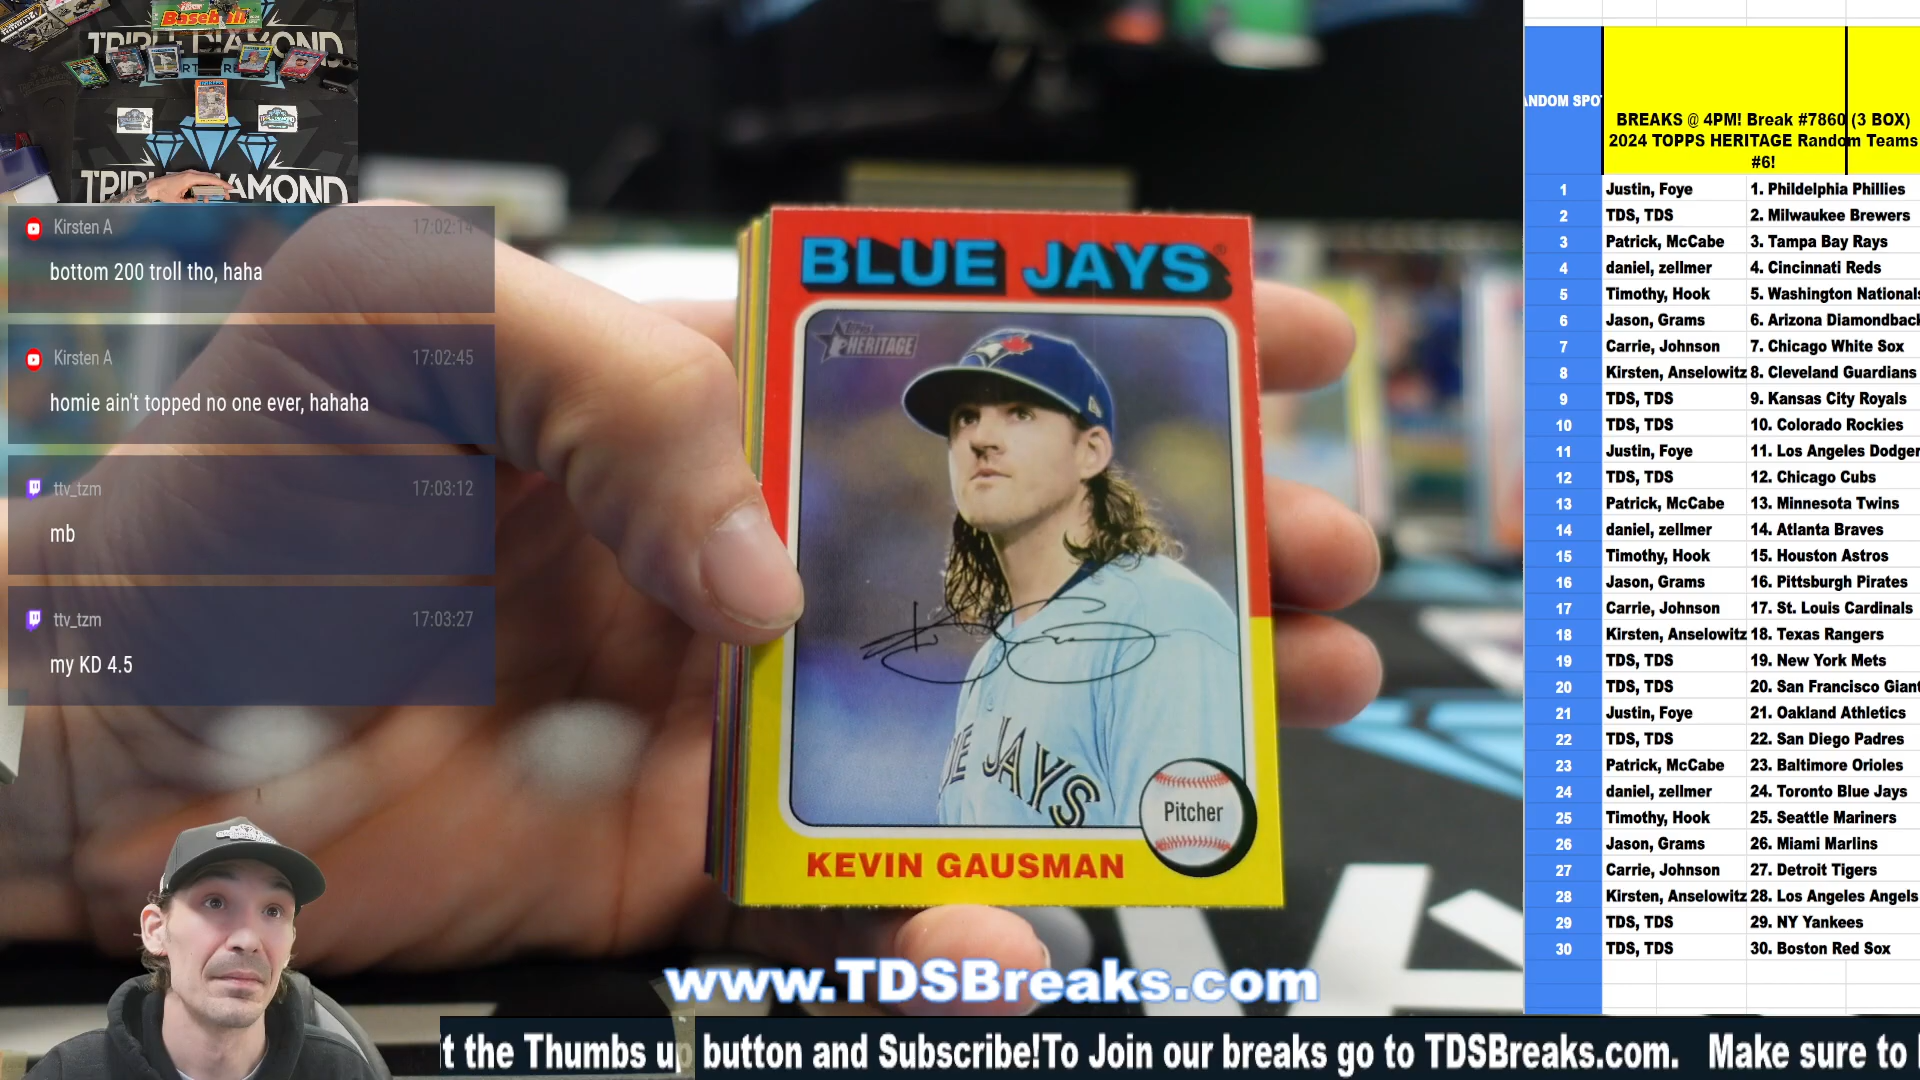 Baseball
TRIPLE DIAMOND
TRIPLE DIAMOND
Kirsten A 17:02:14
bottom 200 troll tho, haha
Kirsten A 17:02:45
homie ain't topped no one ever, hahaha
ttv_tzm 17:03:12
mb
ttv_tzm 17:03:27
my KD 4.5
BLUE JAYS
Topps
HERITAGE
JAYS
Pitcher
KEVIN GAUSMAN
www.TDSBreaks.com
t the Thumbs up button and Subscribe!To Join our breaks go to TDSBreaks.com. Make sure to
ANDOM SPO
BREAKS @ 4PM! Break #7860 (3 BOX)
2024 TOPPS HERITAGE Random Teams
#6!
1 Justin, Foye 1. Phildelphia Phillies
2 TDS, TDS 2. Milwaukee Brewers
3 Patrick, McCabe 3. Tampa Bay Rays
4 daniel, zellmer 4. Cincinnati Reds
5 Timothy, Hook 5. Washington Nationals
6 Jason, Grams 6. Arizona Diamondback
7 Carrie, Johnson 7. Chicago White Sox
8 Kirsten, Anselowitz 8. Cleveland Guardians
9 TDS, TDS 9. Kansas City Royals
10 TDS, TDS 10. Colorado Rockies
11 Justin, Foye 11. Los Angeles Dodger
12 TDS, TDS 12. Chicago Cubs
13 Patrick, McCabe 13. Minnesota Twins
14 daniel, zellmer 14. Atlanta Braves
15 Timothy, Hook 15. Houston Astros
16 Jason, Grams 16. Pittsburgh Pirates
17 Carrie, Johnson 17. St. Louis Cardinals
18 Kirsten, Anselowitz 18. Texas Rangers
19 TDS, TDS 19. New York Mets
20 TDS, TDS 20. San Francisco Giant
21 Justin, Foye 21. Oakland Athletics
22 TDS, TDS 22. San Diego Padres
23 Patrick, McCabe 23. Baltimore Orioles
24 daniel, zellmer 24. Toronto Blue Jays
25 Timothy, Hook 25. Seattle Mariners
26 Jason, Grams 26. Miami Marlins
27 Carrie, Johnson 27. Detroit Tigers
28 Kirsten, Anselowitz 28. Los Angeles Angels
29 TDS, TDS 29. NY Yankees
30 TDS, TDS 30. Boston Red Sox